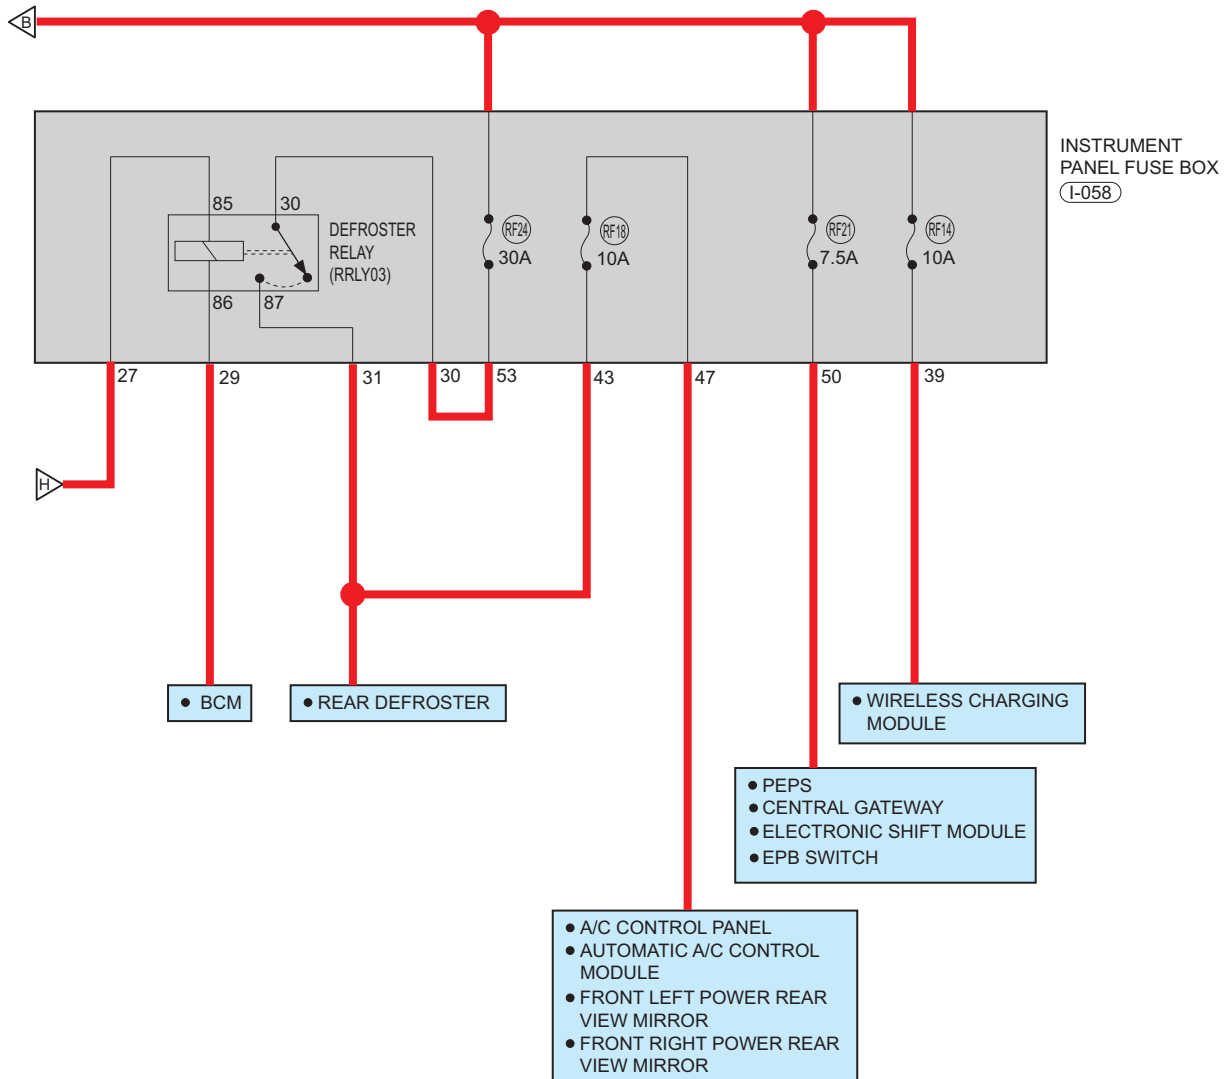 B
INSTRUMENT
PANEL FUSE BOX
I-058
85
30
DEFROSTER
RELAY
(RRLY03)
86
87
RF24
30A
RF18
10A
RF21
7.5A
RF14
10A
27
29
31
30
53
43
47
50
39
H
• BCM
• REAR DEFROSTER
• WIRELESS CHARGING
MODULE
• PEPS
• CENTRAL GATEWAY
• ELECTRONIC SHIFT MODULE
• EPB SWITCH
• A/C CONTROL PANEL
• AUTOMATIC A/C CONTROL
MODULE
• FRONT LEFT POWER REAR
VIEW MIRROR
• FRONT RIGHT POWER REAR
VIEW MIRROR